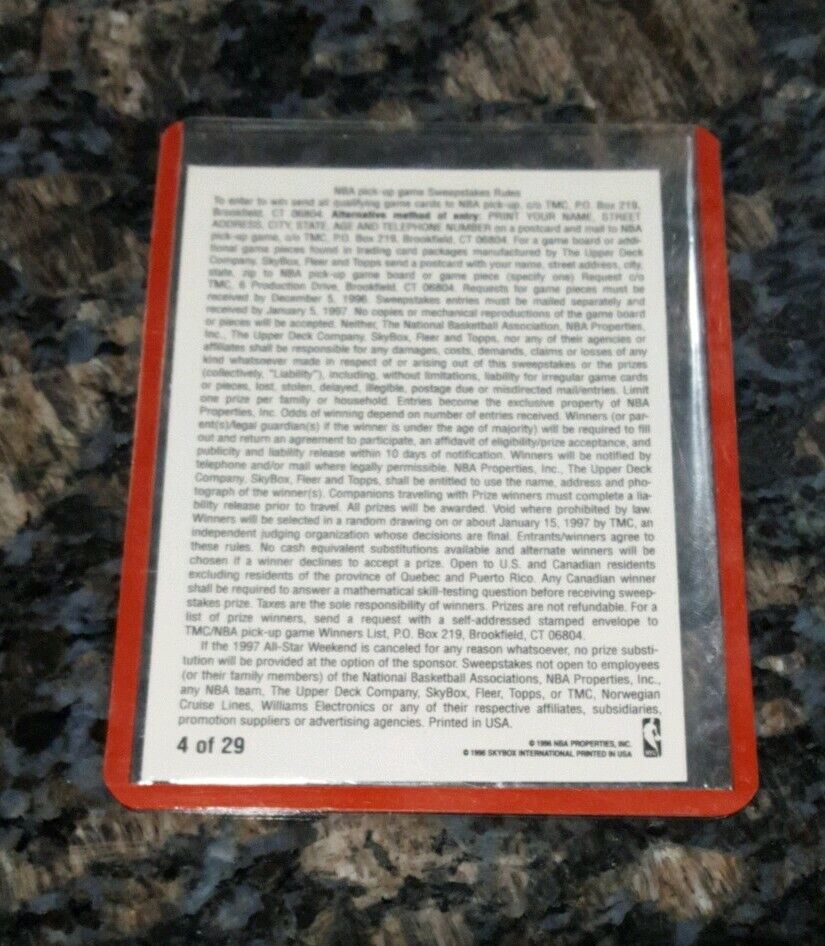 NBA pick-up game Sweepstakes Rules
To enter to win send all qualifying game cards to NBA pick-up, c/o TMC, P.O. Box 219,
Brookfield, CT 06804. Alternative method of entry: PRINT YOUR NAME, STREET
ADDRESS, CITY, STATE, AGE AND TELEPHONE NUMBER on a postcard and mail to NBA
pick-up game, c/o TMC, P.O. Box 219, Brookfield, CT 06804. For a game board or addi-
tional game pieces found in trading card packages manufactured by The Upper Deck
Company, SkyBox, Fleer and Topps send a postcard with your name, street address, city,
state, zip to NBA pick-up game board or game piece (specify one) Request c/o
TMC, 6 Production Drive, Brookfield, CT 06804. Requests for game pieces must be
received by December 5, 1996. Sweepstakes entries must be mailed separately and
received by January 5, 1997. No copies or mechanical reproductions of the game board
or pieces will be accepted. Neither, The National Basketball Association, NBA Properties,
Inc., The Upper Deck Company, SkyBox, Fleer and Topps, nor any of their agencies or
affiliates shall be responsible for any damages, costs, demands, claims or losses of any
kind whatsoever made in respect of or arising out of this sweepstakes or the prizes
(collectively, "Liability"), including, without limitations, liability for irregular game cards
or pieces, lost, stolen, delayed, illegible, postage due or misdirected mail/entries. Limit
one prize per family or household. Entries become the exclusive property of NBA
Properties, Inc. Odds of winning depend on number of entries received. Winners (or par-
ent(s)/legal guardian(s) if the winner is under the age of majority) will be required to fill
out and return an agreement to participate, an affidavit of eligibility/prize acceptance, and
publicity and liability release within 10 days of notification. Winners will be notified by
telephone and/or mail where legally permissible. NBA Properties, Inc., The Upper Deck
Company, SkyBox, Fleer and Topps, shall be entitled to use the name, address and pho-
tograph of the winner(s). Companions traveling with Prize winners must complete a lia-
bility release prior to travel. All prizes will be awarded. Void where prohibited by law.
Winners will be selected in a random drawing on or about January 15, 1997 by TMC, an
independent judging organization whose decisions are final. Entrants/winners agree to
these rules. No cash equivalent substitutions available and alternate winners will be
chosen if a winner declines to accept a prize. Open to U.S. and Canadian residents
excluding residents of the province of Quebec and Puerto Rico. Any Canadian winner
shall be required to answer a mathematical skill-testing question before receiving sweep-
stakes prize. Taxes are the sole responsibility of winners. Prizes are not refundable. For a
list of prize winners, send a request with a self-addressed stamped envelope to
TMC/NBA pick-up game Winners List, P.O. Box 219, Brookfield, CT 06804.
If the 1997 All-Star Weekend is canceled for any reason whatsoever, no prize substi-
tution will be provided at the option of the sponsor. Sweepstakes not open to employees
(or their family members) of the National Basketball Associations, NBA Properties, Inc.,
any NBA team, The Upper Deck Company, SkyBox, Fleer, Topps, or TMC, Norwegian
Cruise Lines, Williams Electronics or any of their respective affiliates, subsidiaries,
promotion suppliers or advertising agencies. Printed in USA.
4 of 29
© 1996 NBA PROPERTIES, INC.
© 1996 SKYBOX INTERNATIONAL PRINTED IN USA
NBA